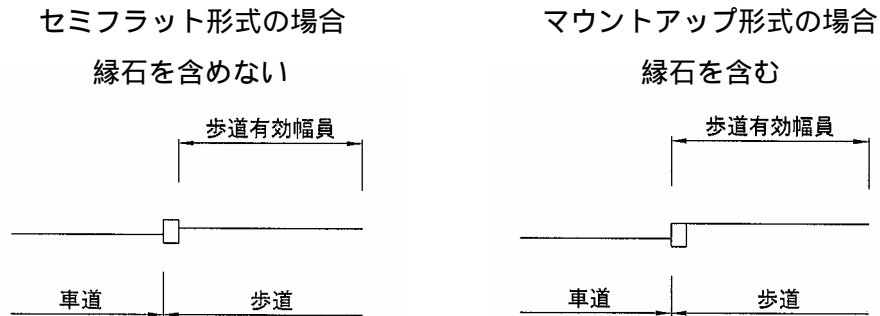 セミフラット形式の場合
縁石を含めない
歩道有効幅員
車道
歩道
マウントアップ形式の場合
縁石を含む
歩道有効幅員
車道
歩道